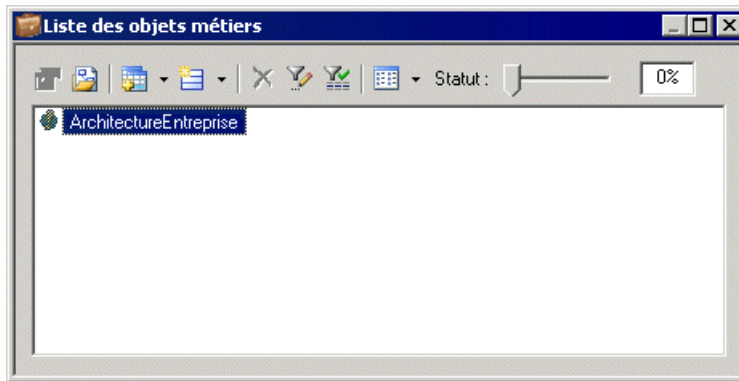 Liste des objets métiers
Statut : 0%
ArchitectureEntreprise